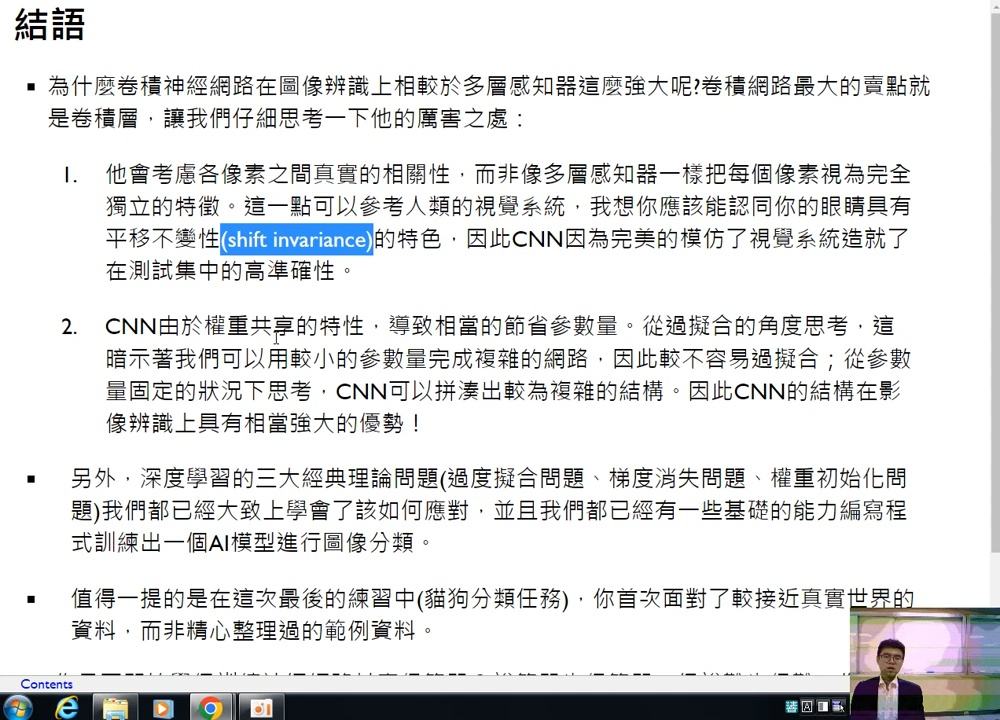 結語
▪ 為什麼卷積神經網路在圖像辨識上相較於多層感知器這麼強大呢?卷積網路最大的賣點就
是卷積層，讓我們仔細思考一下他的厲害之處：
1. 他會考慮各像素之間真實的相關性，而非像多層感知器一樣把每個像素視為完全
獨立的特徵。這一點可以參考人類的視覺系統，我想你應該能認同你的眼睛具有
平移不變性(shift invariance)的特色，因此CNN因為完美的模仿了視覺系統造就了
在測試集中的高準確性。
2. CNN由於權重共享的特性，導致相當的節省參數量。從過擬合的角度思考，這
暗示著我們可以用較小的參數量完成複雜的網路，因此較不容易過擬合；從參數
量固定的狀況下思考，CNN可以拼湊出較為複雜的結構。因此CNN的結構在影
像辨識上具有相當強大的優勢！
▪ 另外，深度學習的三大經典理論問題(過度擬合問題、梯度消失問題、權重初始化問
題)我們都已經大致上學會了該如何應對，並且我們都已經有一些基礎的能力編寫程
式訓練出一個AI模型進行圖像分類。
▪ 值得一提的是在這次最後的練習中(貓狗分類任務)，你首次面對了較接近真實世界的
資料，而非精心整理過的範例資料。
Contents